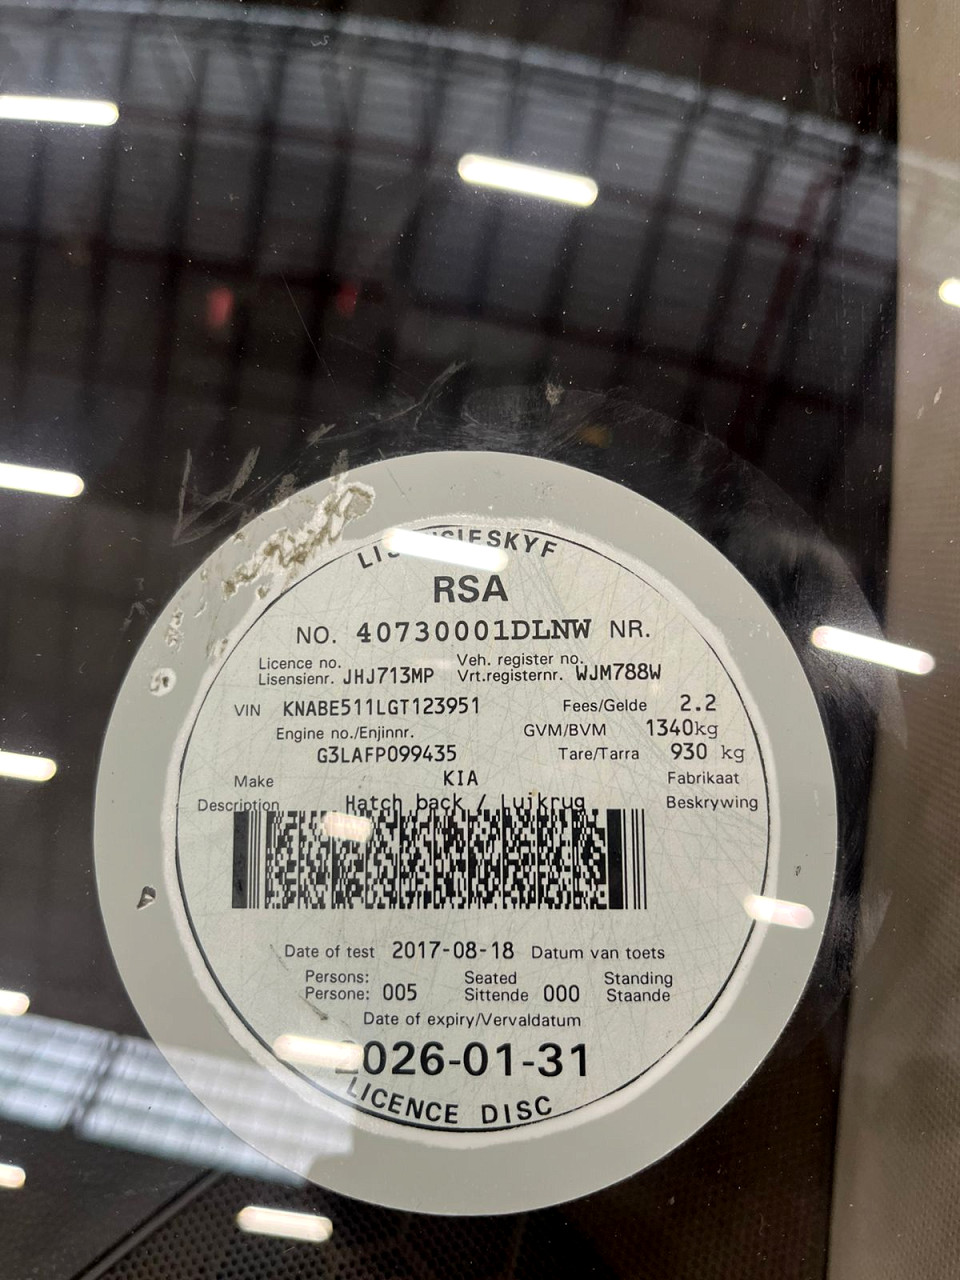 LISENSIESKYF
RSA
NO. 40730001DLNW NR.
Licence no. Veh. register no.
Lisensienr. JHJ713MP Vrt.registernr. WJM788W
VIN KNABE511LGT123951 Fees/Gelde 2.2
Engine no./Enjinnr. GVM/BVM 1340kg
G3LAFP099435 Tare/Tarra 930 kg
Make KIA Fabrikaat
Description Hatch back / Luikrug Beskrywing
Date of test 2017-08-18 Datum van toets
Persons: Seated Standing
Persone: 005 Sittende 000 Staande
Date of expiry/Vervaldatum
2026-01-31
LICENCE DISC